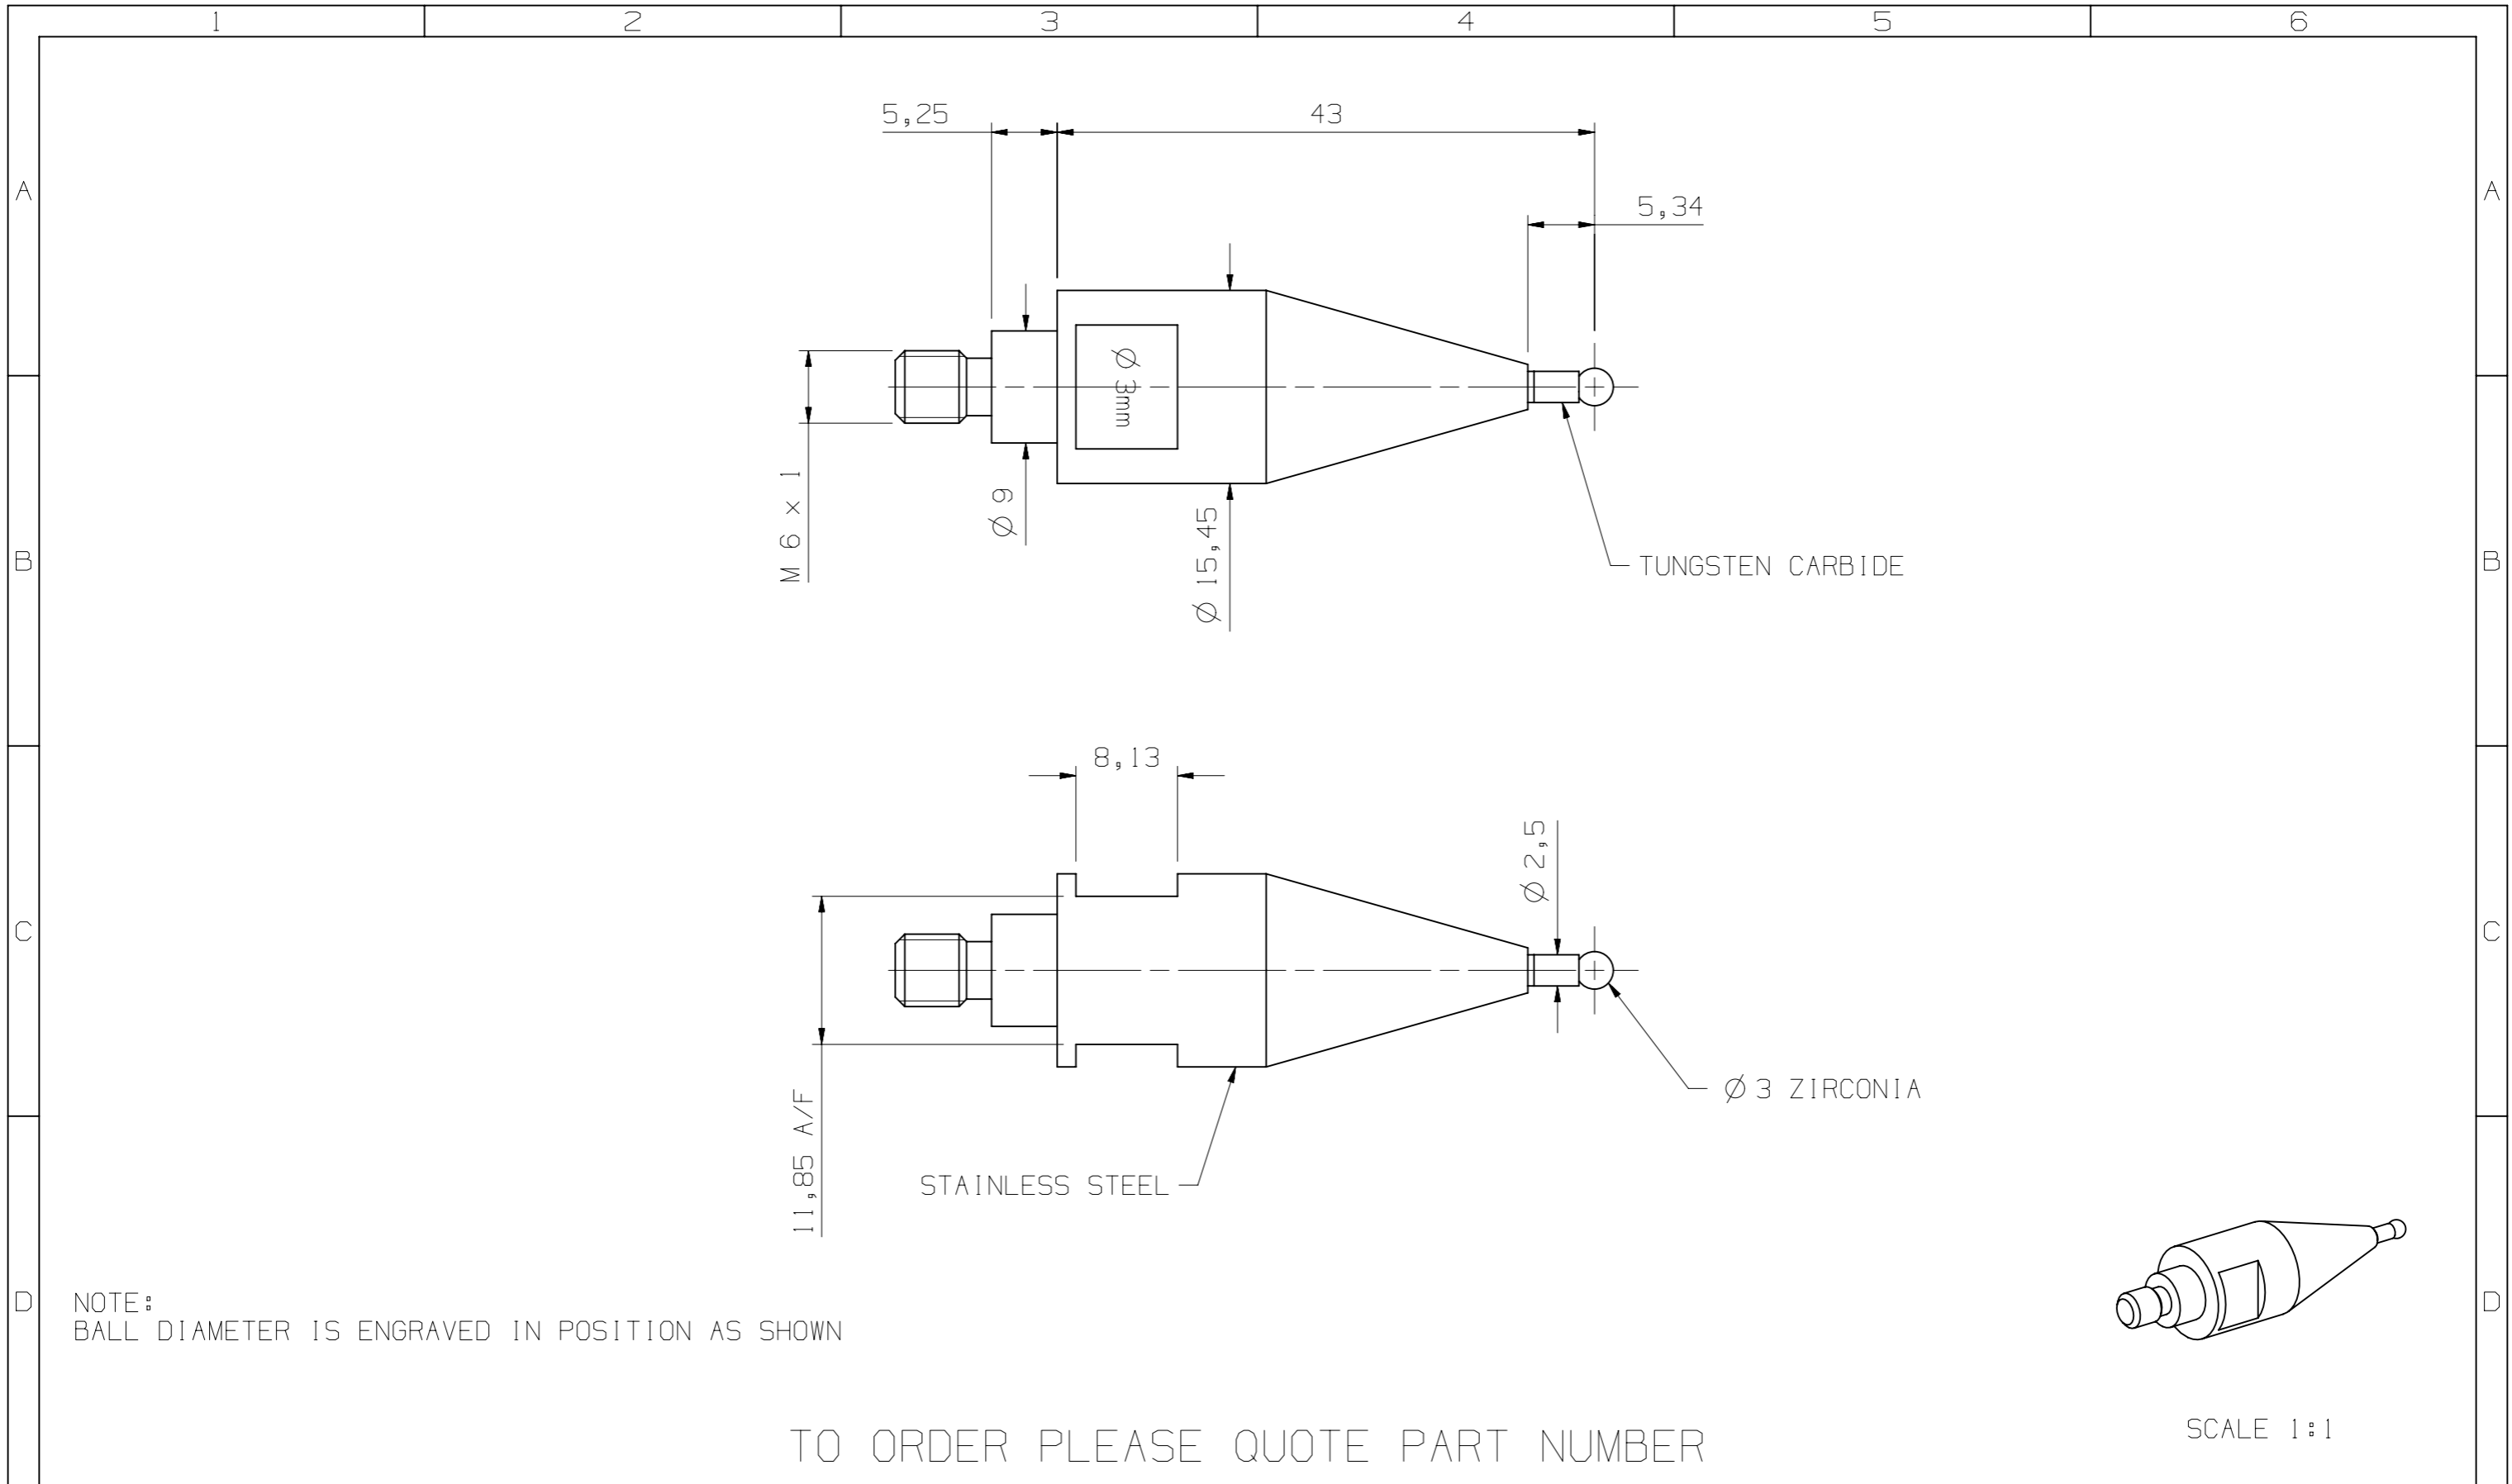 1 2 3 4 5 6
5,25 43
A A
5,34
Ø 3mm
M 6 x 1
Ø 9
Ø 15,45
B B
TUNGSTEN CARBIDE
8,13
Ø 2,5
C C
11,85 A/F
Ø 3 ZIRCONIA
STAINLESS STEEL
D D
NOTE:
BALL DIAMETER IS ENGRAVED IN POSITION AS SHOWN
SCALE 1:1
TO ORDER PLEASE QUOTE PART NUMBER